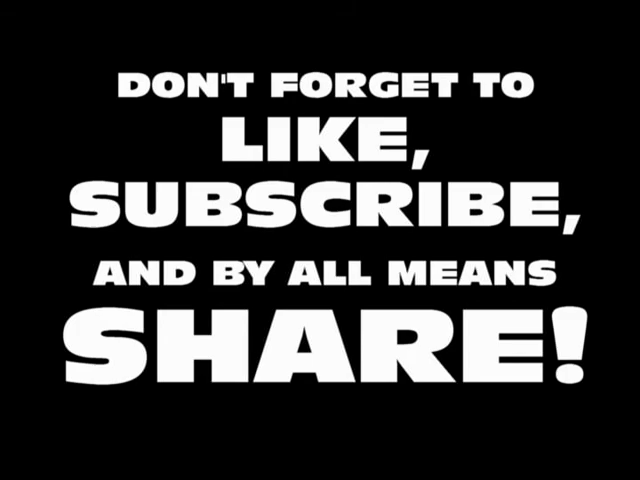 DON'T FORGET TO
LIKE,
SUBSCRIBE,
AND BY ALL MEANS
SHARE!